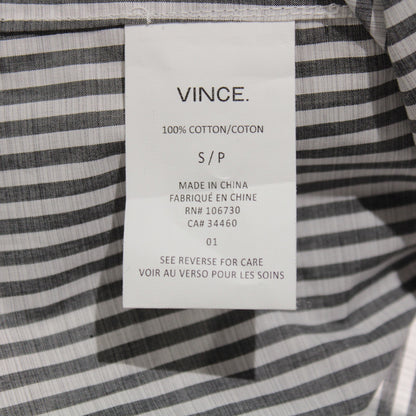 VINCE.
100% COTTON/COTON
S / P
MADE IN CHINA
FABRIQUÉ EN CHINE
RN# 106730
CA# 34460
01
SEE REVERSE FOR CARE
VOIR AU VERSO POUR LES SOINS